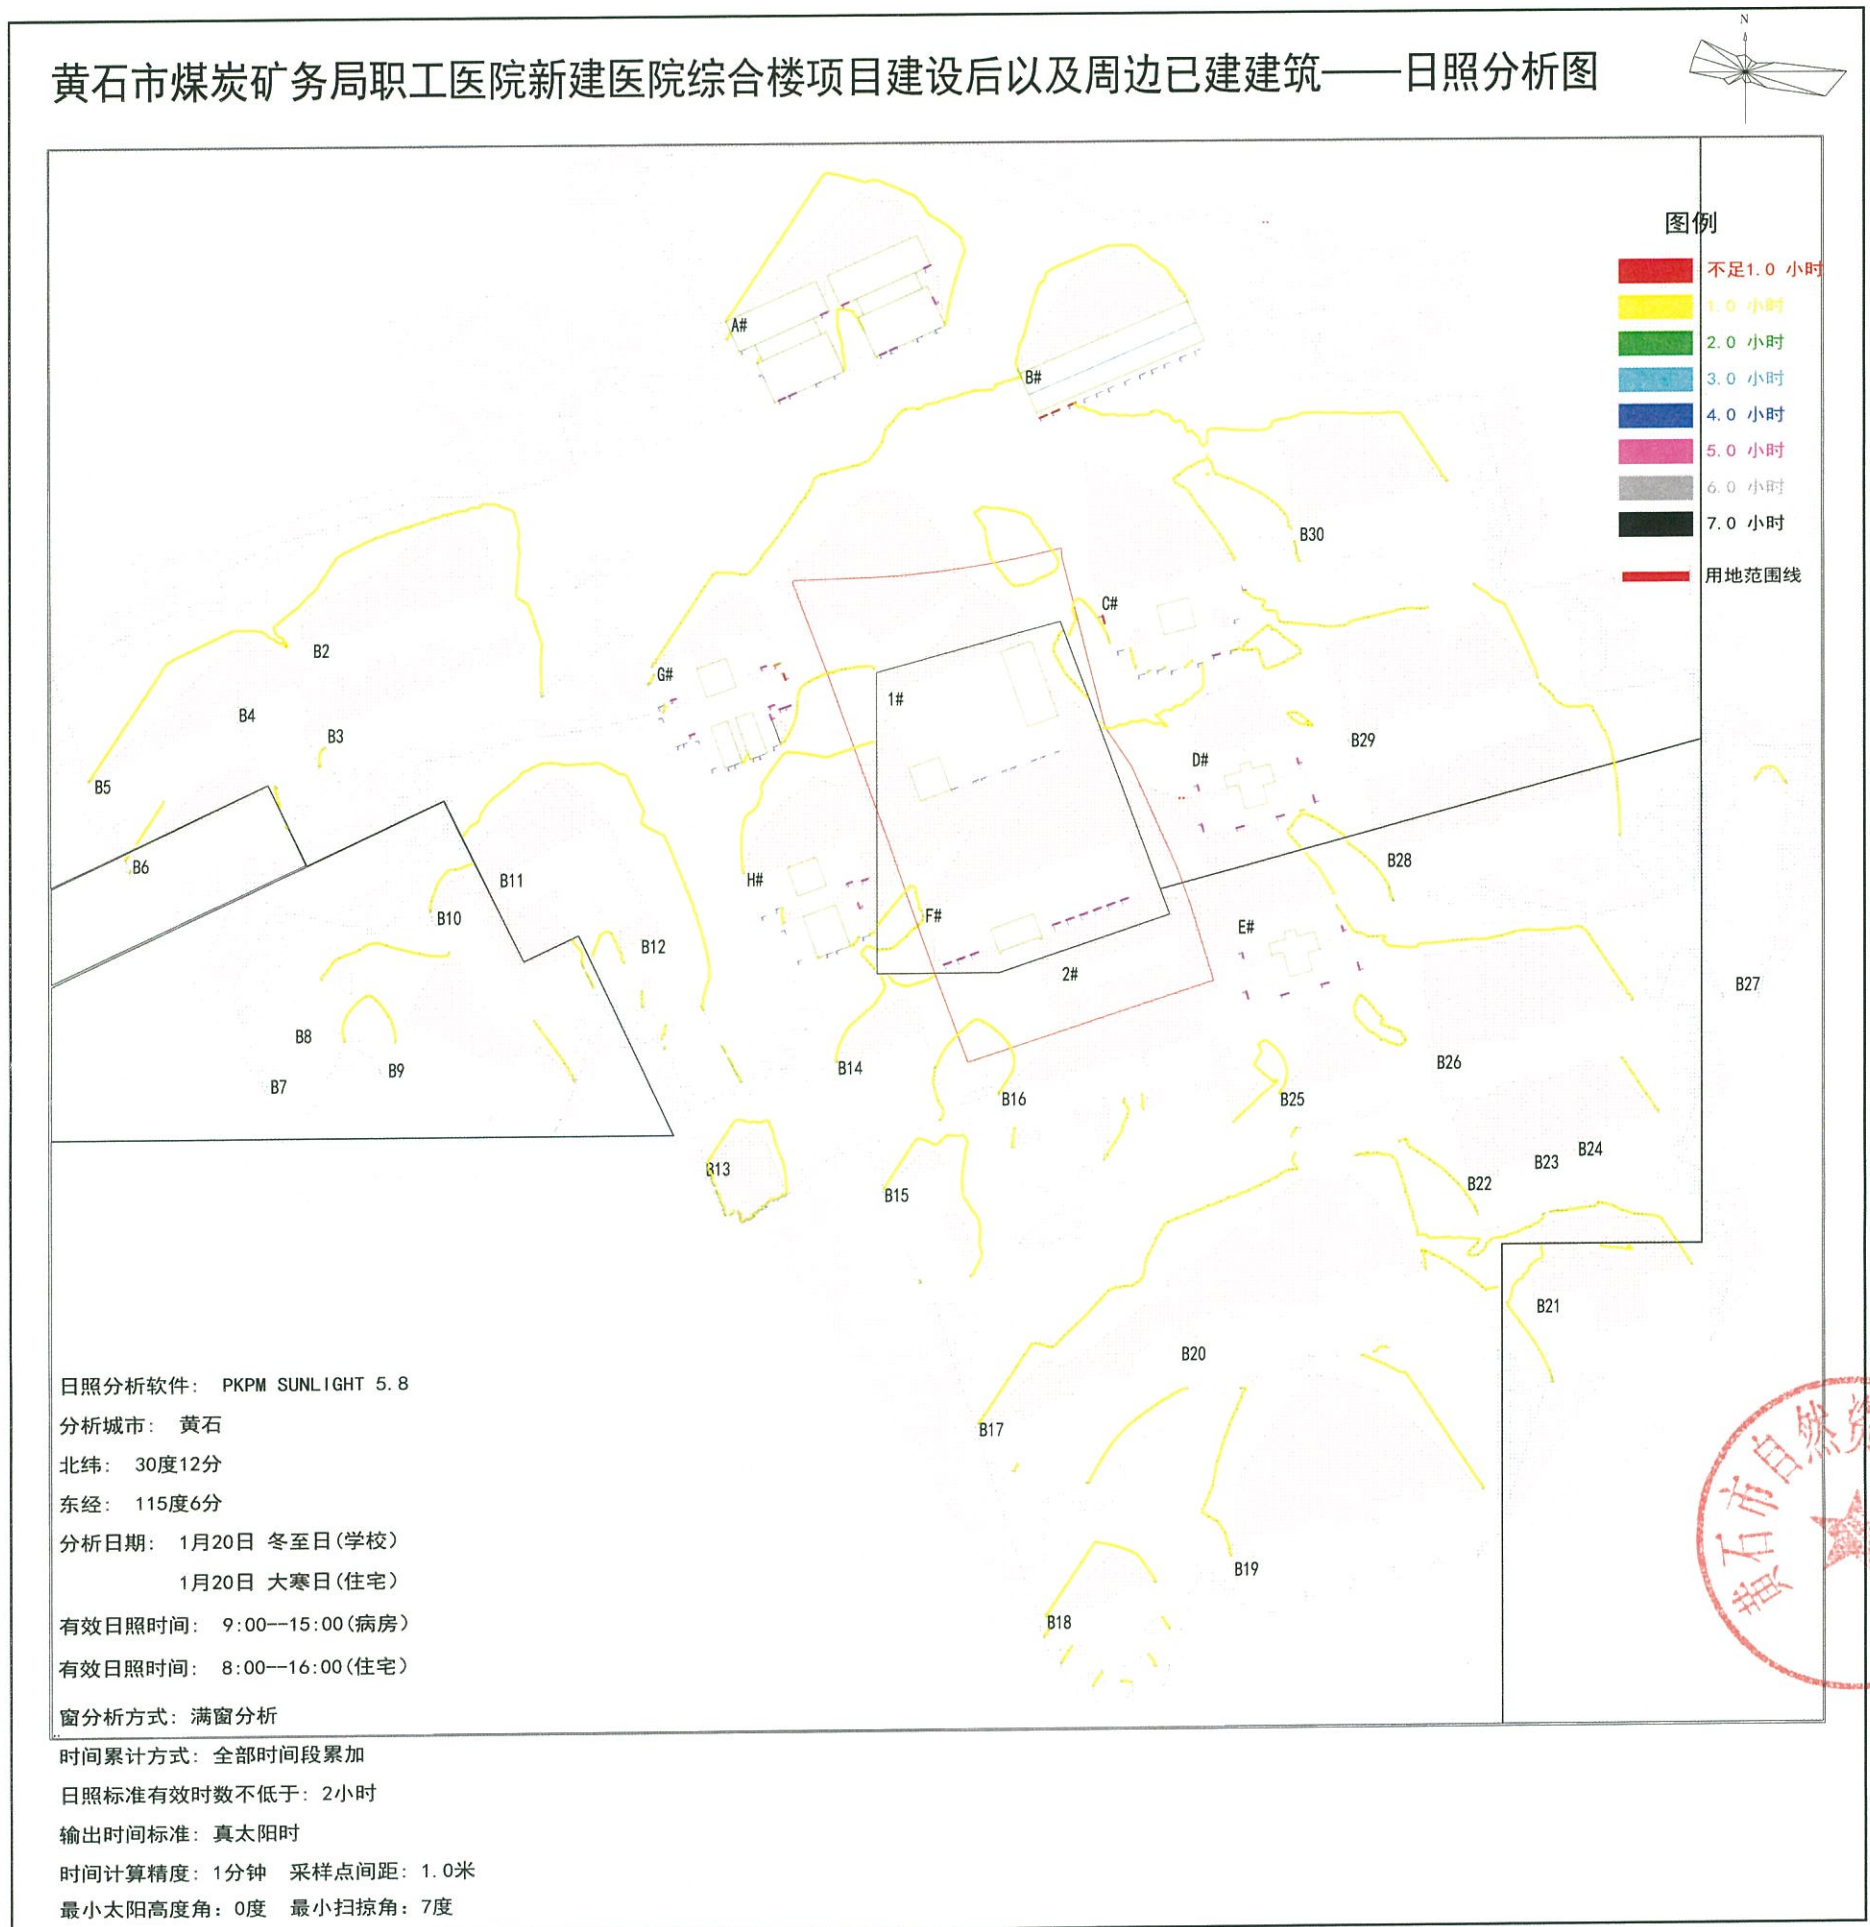 黄石市煤炭矿务局职工医院新建医院综合楼项目建设后以及周边已建建筑——日照分析图
N
图例
不足1.0 小时
1.0 小时
2.0 小时
3.0 小时
4.0 小时
5.0 小时
6.0 小时
7.0 小时
用地范围线
A#
B#
B30
C#
B2
G#
1#
B4
B3
B29
D#
B5
B6
B28
B11
H#
B10
F#
E#
B12
2#
B27
B8
B7
B9
B14
B16
B26
B25
B13
B15
B24
B23
B22
B21
B20
B17
B19
B18
日照分析软件: PKPM SUNLIGHT 5.8
分析城市: 黄石
北纬: 30度12分
东经: 115度6分
分析日期: 1月20日 冬至日(学校)
1月20日 大寒日(住宅)
有效日照时间: 9:00—15:00(病房)
有效日照时间: 8:00—16:00(住宅)
窗分析方式: 满窗分析
时间累计方式: 全部时间段累加
日照标准有效时数不低于: 2小时
输出时间标准: 真太阳时
时间计算精度: 1分钟 采样点间距: 1.0米
最小太阳高度角: 0度 最小扫掠角: 7度
黄石市自然资